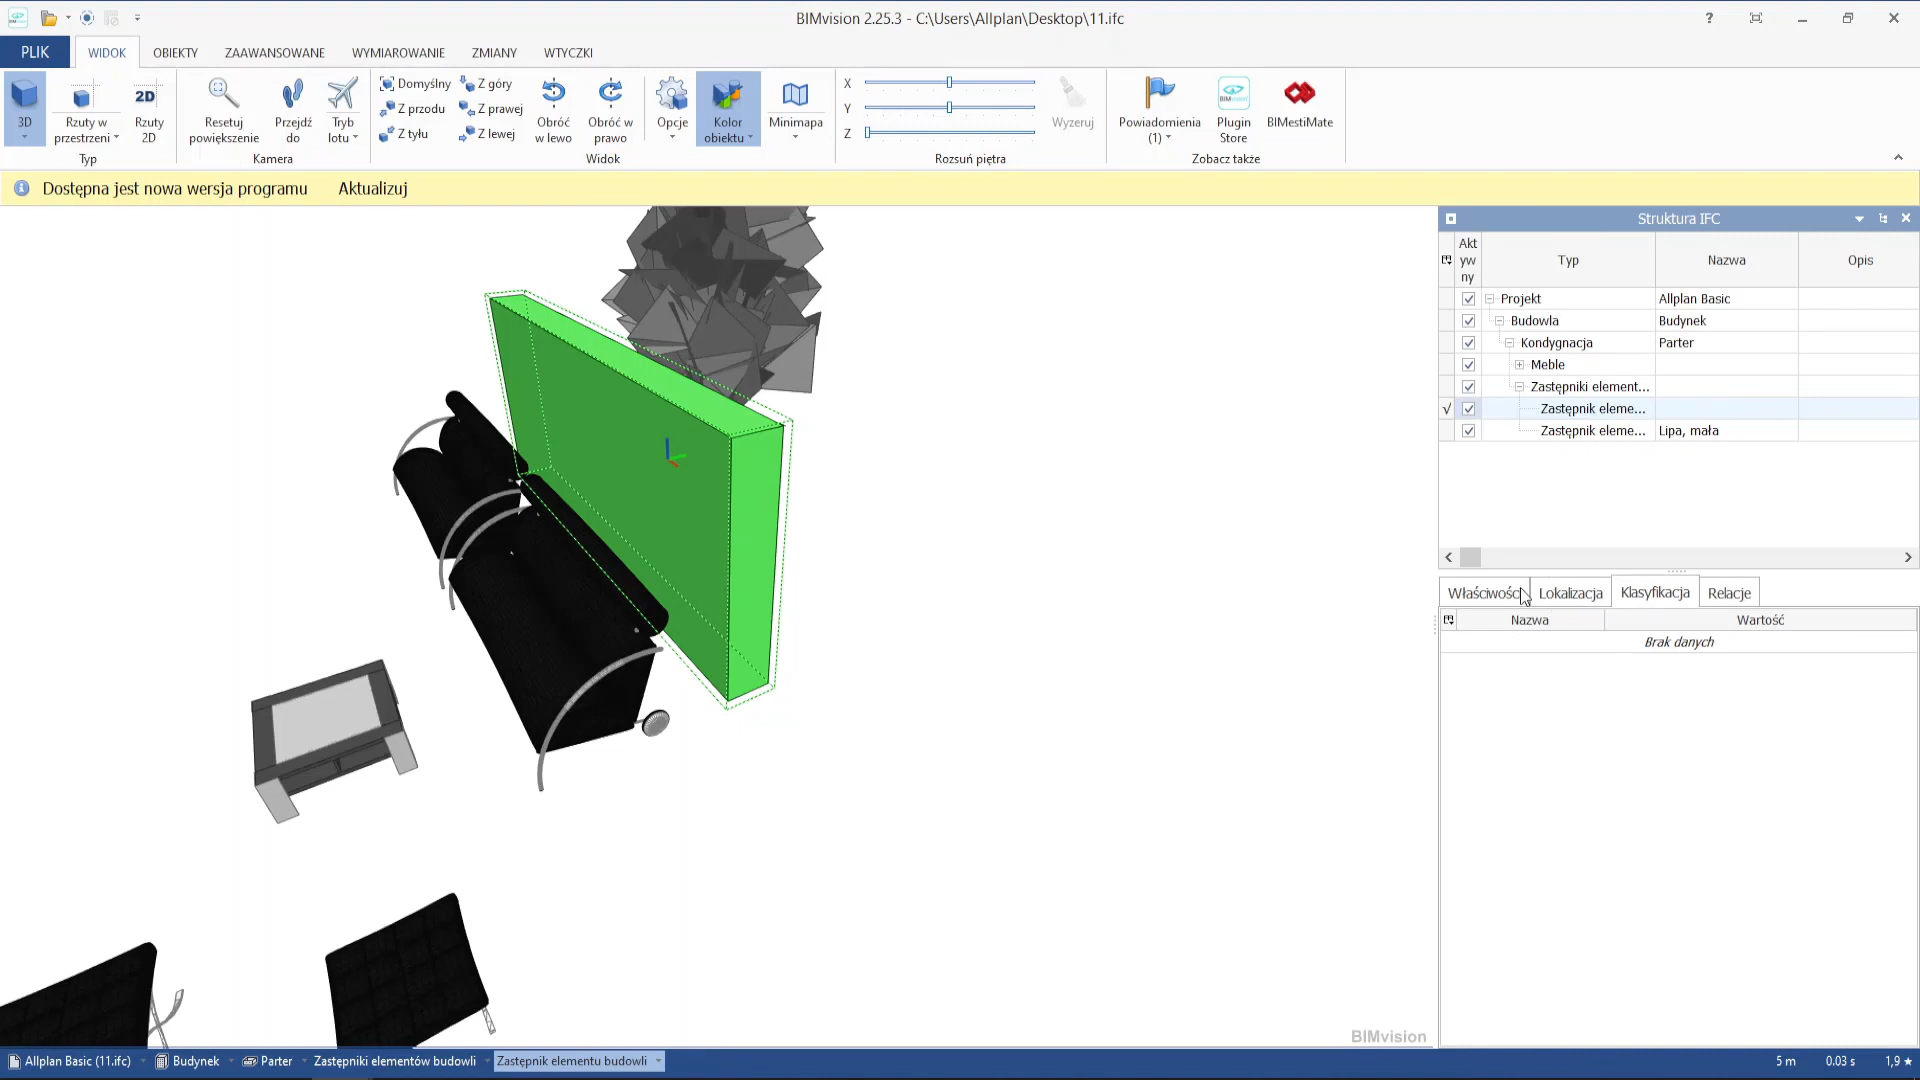 BIMvision 2.25.3 - C:\Users\Allplan\Desktop\11.ifc
PLIK WIDOK OBIEKTY ZAAWANSOWANE WYMIAROWANIE ZMIANY WTYCZKI
3D
Rzuty w przestrzeni
2D
Rzuty 2D
Typ
Resetuj powiększenie
Przejdź do
Tryb lotu
Kamera
Domyślny
Z przodu
Z tyłu
Z góry
Z prawej
Z lewej
Obróć w lewo
Obróć w prawo
Opcje
Kolor obiektu
Minimapa
Widok
X
Y
Z
Wyzeruj
Rozsuń piętra
Powiadomienia (1)
BIMvision
Plugin Store
BIMestiMate
Zobacz także
Dostępna jest nowa wersja programu Aktualizuj
Struktura IFC
Aktywny Typ Nazwa Opis
Projekt Allplan Basic
Budowla Budynek
Kondygnacja Parter
Meble
Zastępniki element...
Zastępnik eleme...
Zastępnik eleme... Lipa, mała
Właściwości Lokalizacja Klasyfikacja Relacje
Nazwa Wartość
Brak danych
BIMvision
Allplan Basic (11.ifc) Budynek Parter Zastępniki elementów budowli Zastępnik elementu budowli 5 m 0.03 s 1,9